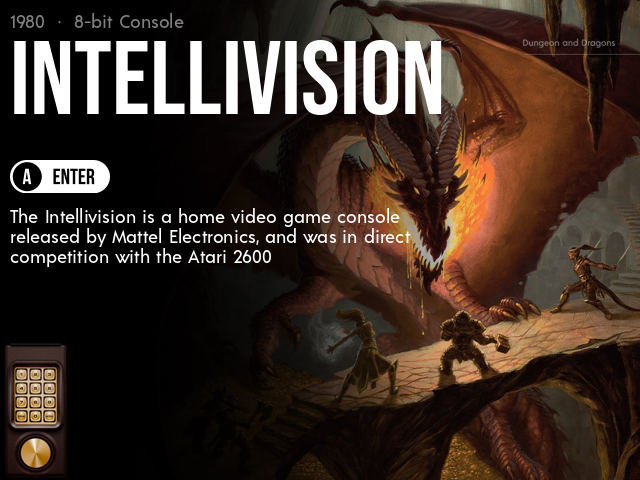 1980 · 8-bit Console
INTELLIVISION
Dungeon and Dragons
A ENTER
The Intellivision is a home video game console
released by Mattel Electronics, and was in direct
competition with the Atari 2600